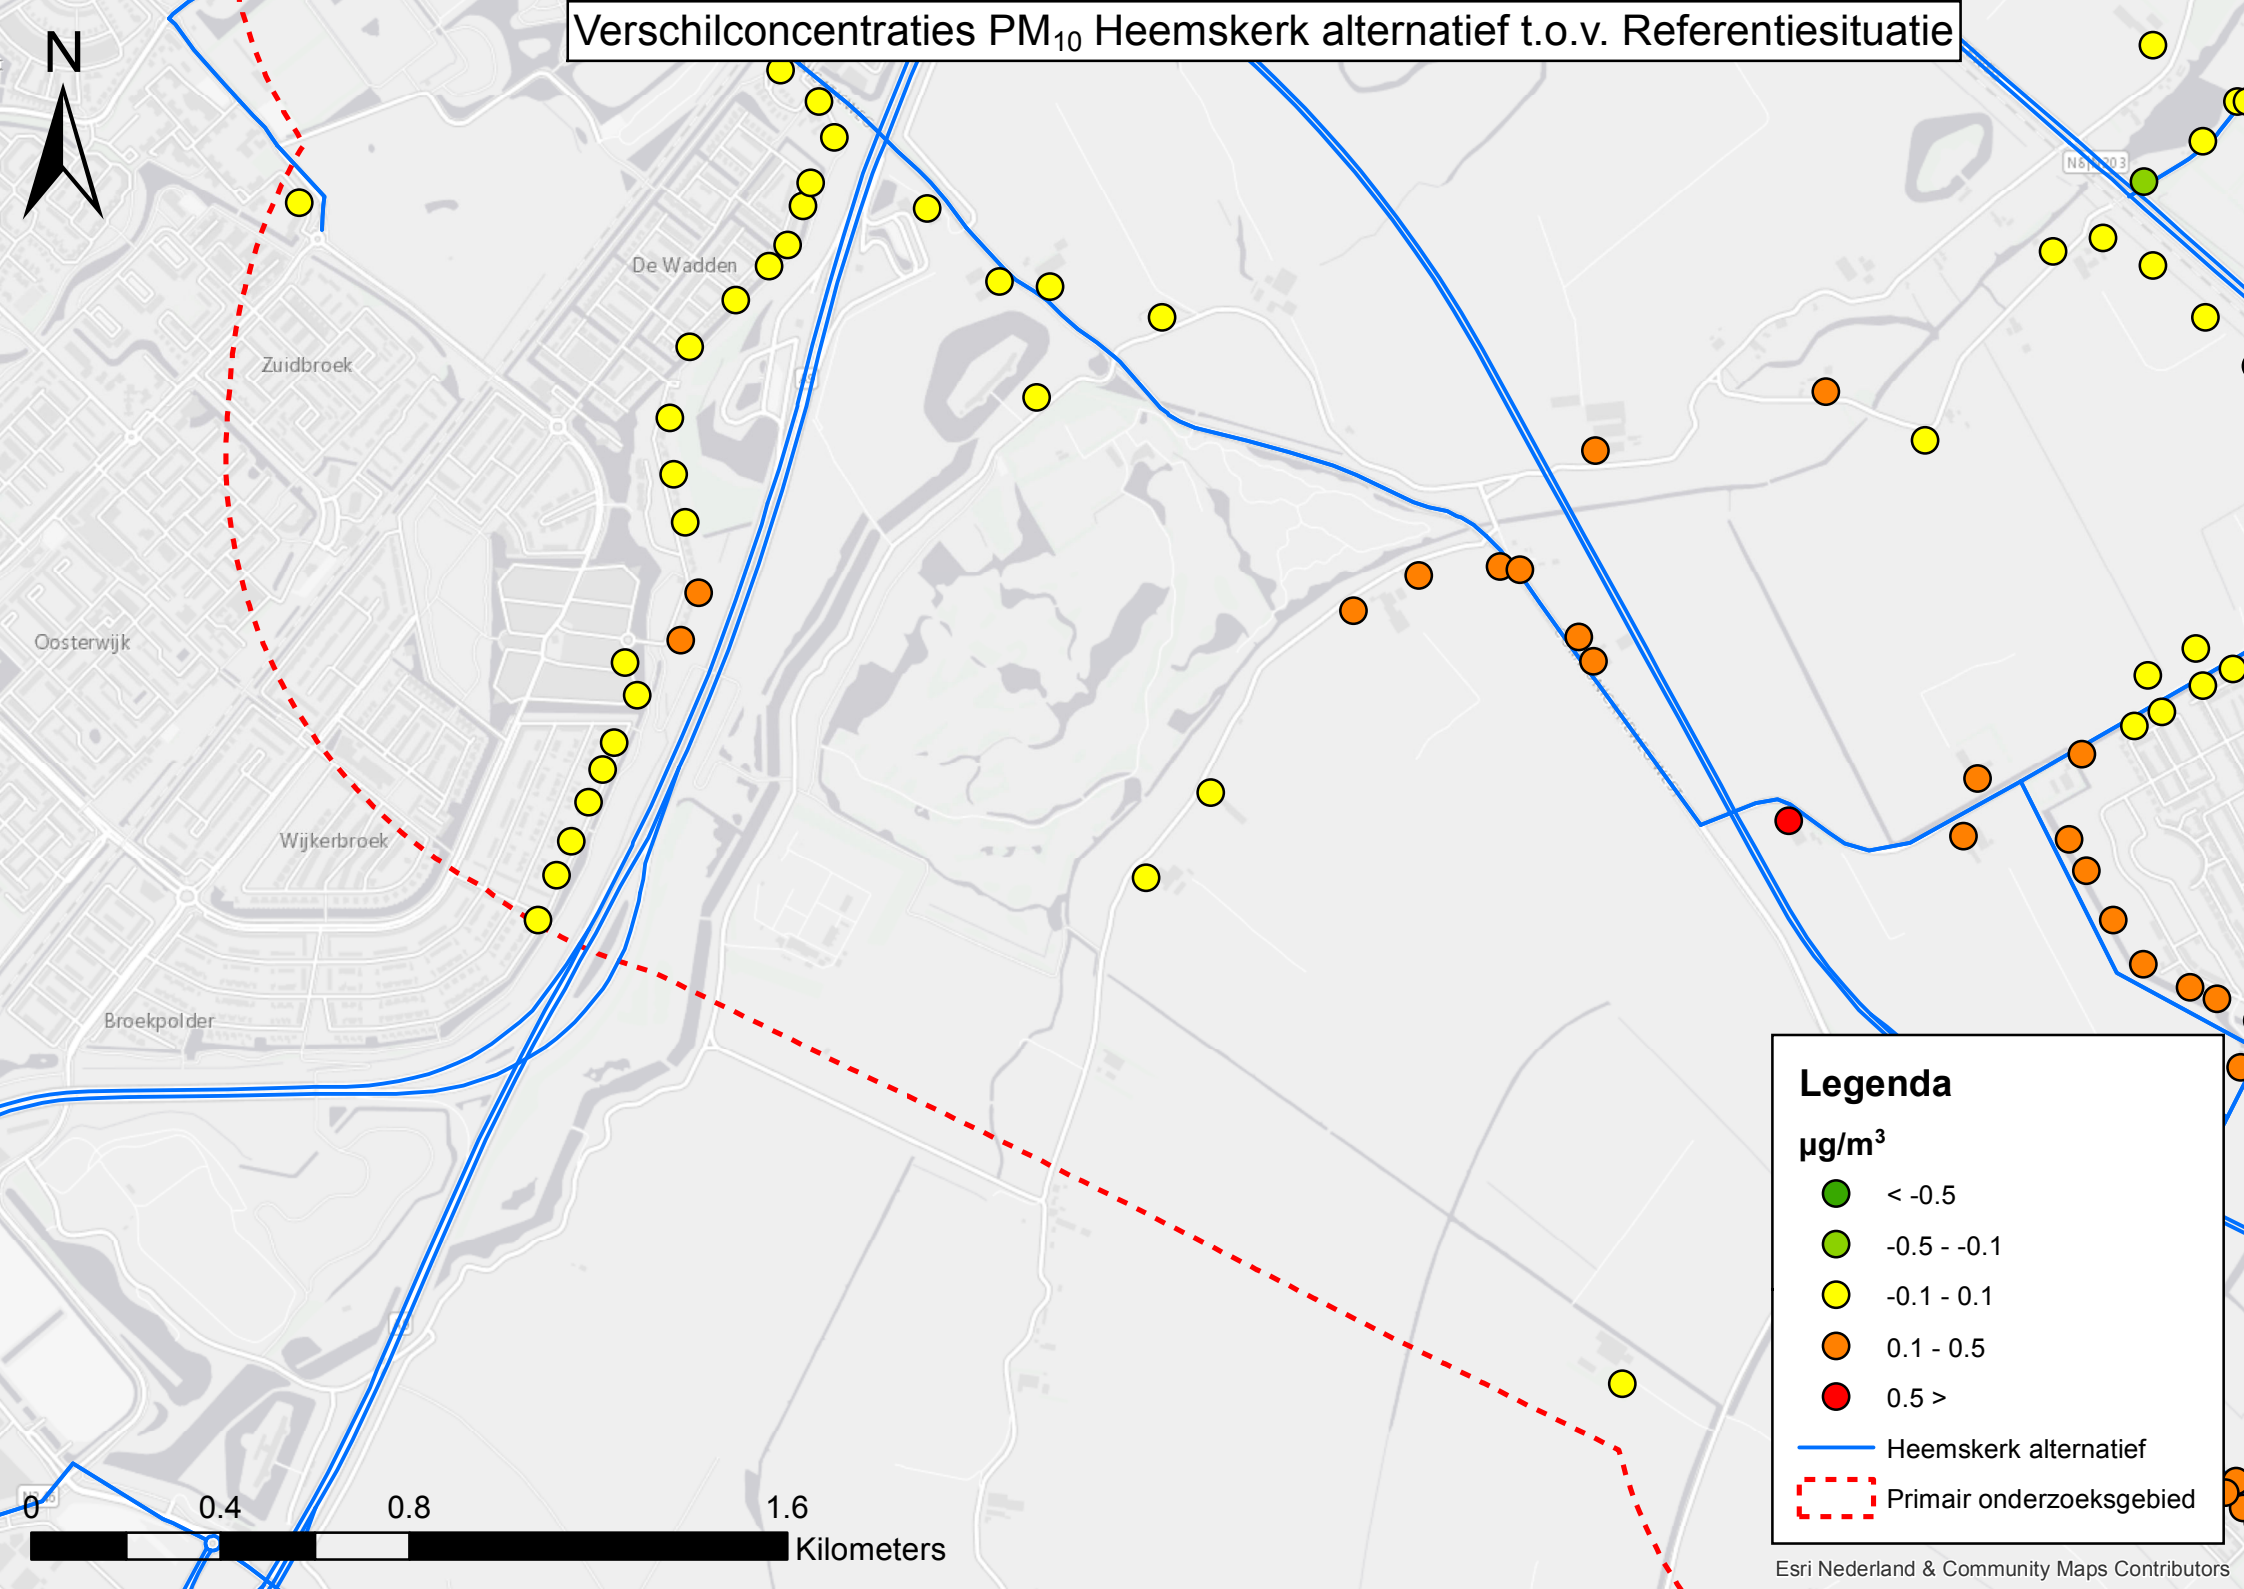 Verschilconcentraties PM₁₀ Heemskerk alternatief t.o.v. Referentiesituatie
N
De Wadden
Zuidbroek
Oosterwijk
Wijkerbroek
Broekpolder
Legenda
µg/m³
< -0.5
-0.5 - -0.1
-0.1 - 0.1
0.1 - 0.5
0.5 >
Heemskerk alternatief
Primair onderzoeksgebied
0 0.4 0.8 1.6
Kilometers
Esri Nederland & Community Maps Contributors